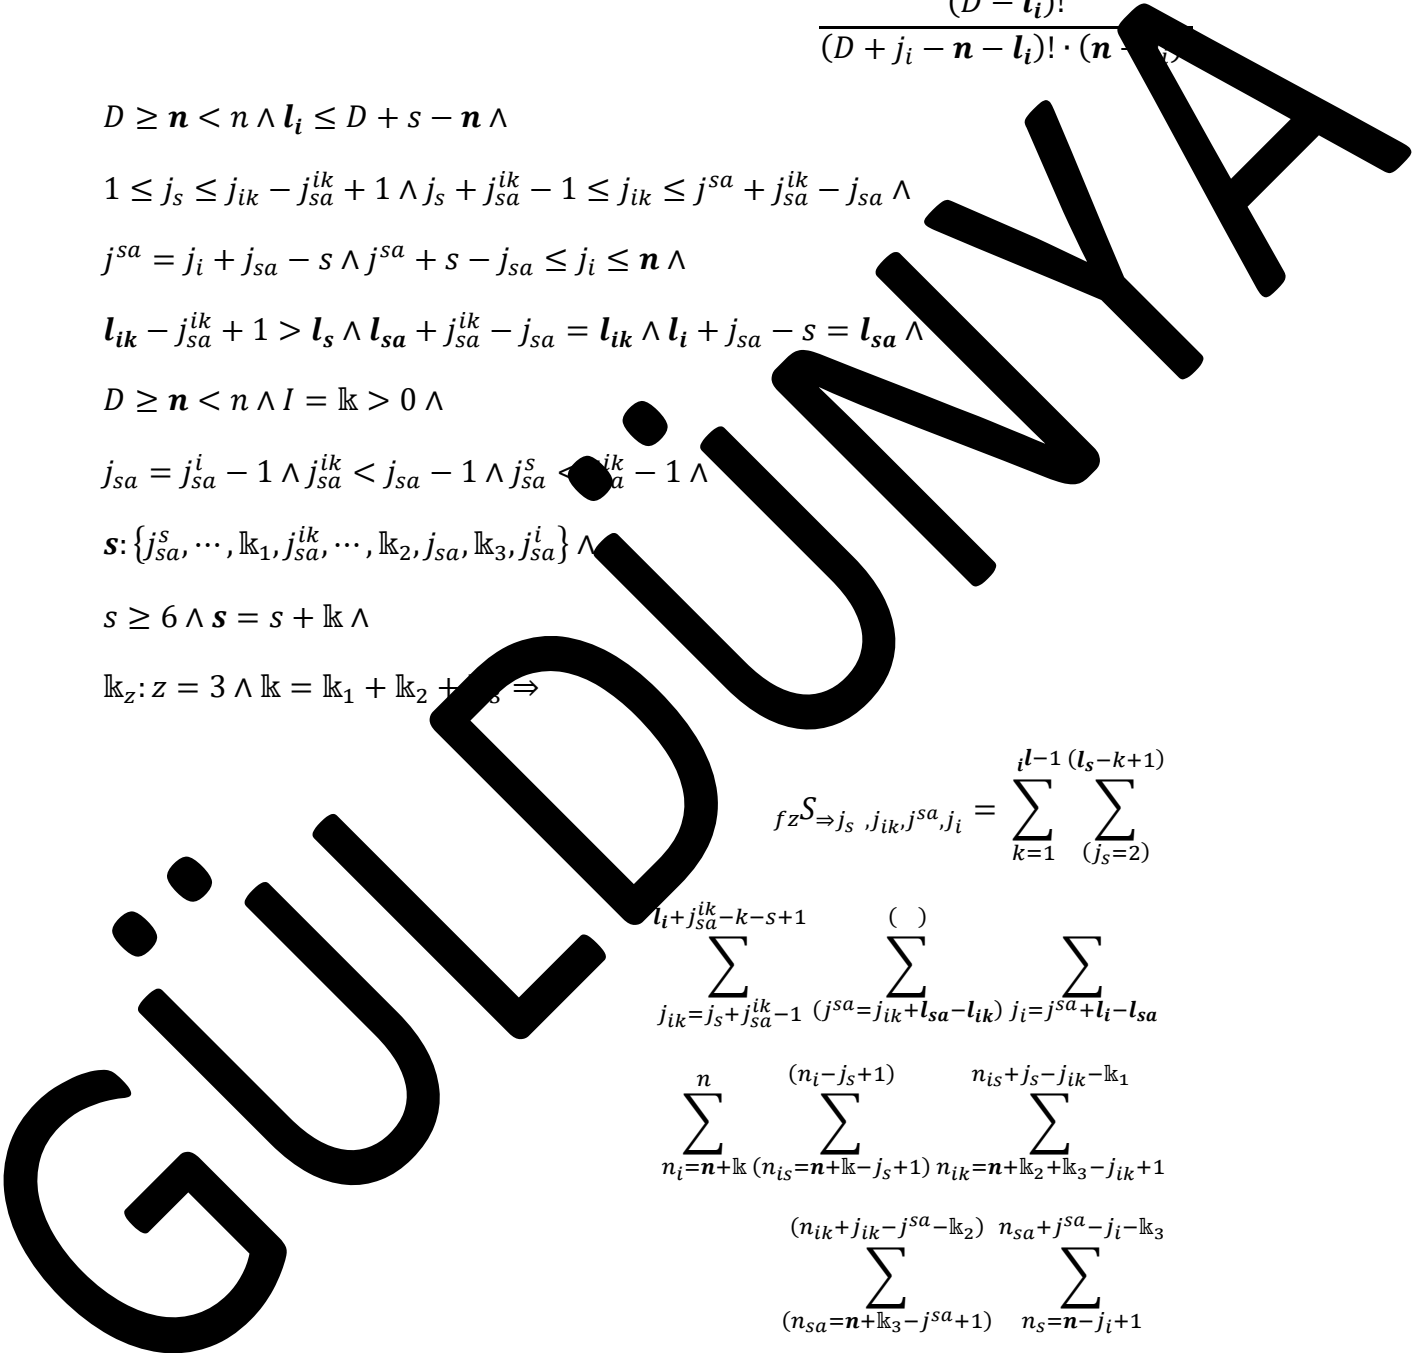 (D − l_i)!
(D + j_i − n − l_i)! · (n
D ≥ n < n ∧ l_i ≤ D + s − n ∧
1 ≤ j_s ≤ j_ik − j_sa^ik + 1 ∧ j_s + j_sa^ik − 1 ≤ j_ik ≤ j^sa + j_sa^ik − j_sa ∧
j^sa = j_i + j_sa − s ∧ j^sa + s − j_sa ≤ j_i ≤ n ∧
l_ik − j_sa^ik + 1 > l_s ∧ l_sa + j_sa^ik − j_sa = l_ik ∧ l_i + j_sa − s = l_sa ∧
D ≥ n < n ∧ I = 𝕜 > 0 ∧
j_sa = j_sa^i − 1 ∧ j_sa^ik < j_sa − 1 ∧ j_sa^s < ^ik − 1 ∧
s: {j_sa^s, ⋯ , 𝕜_1, j_sa^ik, ⋯ , 𝕜_2, j_sa, 𝕜_3, j_sa^i} ∧
s ≥ 6 ∧ s = s + 𝕜 ∧
𝕜_z: z = 3 ∧ 𝕜 = 𝕜_1 + 𝕜_2 + 𝕜_3 ⇒
_fz S_⇒j_s ,j_ik,j^sa,j_i = ∑_{k=1}^{_i l−1} ∑_{(j_s=2)}^{(l_s−k+1)}
∑_{j_ik=j_s+j_sa^ik−1}^{l_i+j_sa^ik−k−s+1} ∑_{(j^sa=j_ik+l_sa−l_ik)}^{( )} ∑_{j_i=j^sa+l_i−l_sa}
∑_{n_i=n+𝕜}^{n} ∑_{(n_is=n+𝕜−j_s+1)}^{(n_i−j_s+1)} ∑_{n_ik=n+𝕜_2+𝕜_3−j_ik+1}^{n_is+j_s−j_ik−𝕜_1}
∑_{(n_sa=n+𝕜_3−j^sa+1)}^{(n_ik+j_ik−j^sa−𝕜_2)} ∑_{n_s=n−j_i+1}^{n_sa+j^sa−j_i−𝕜_3}
GÜLDÜNYA